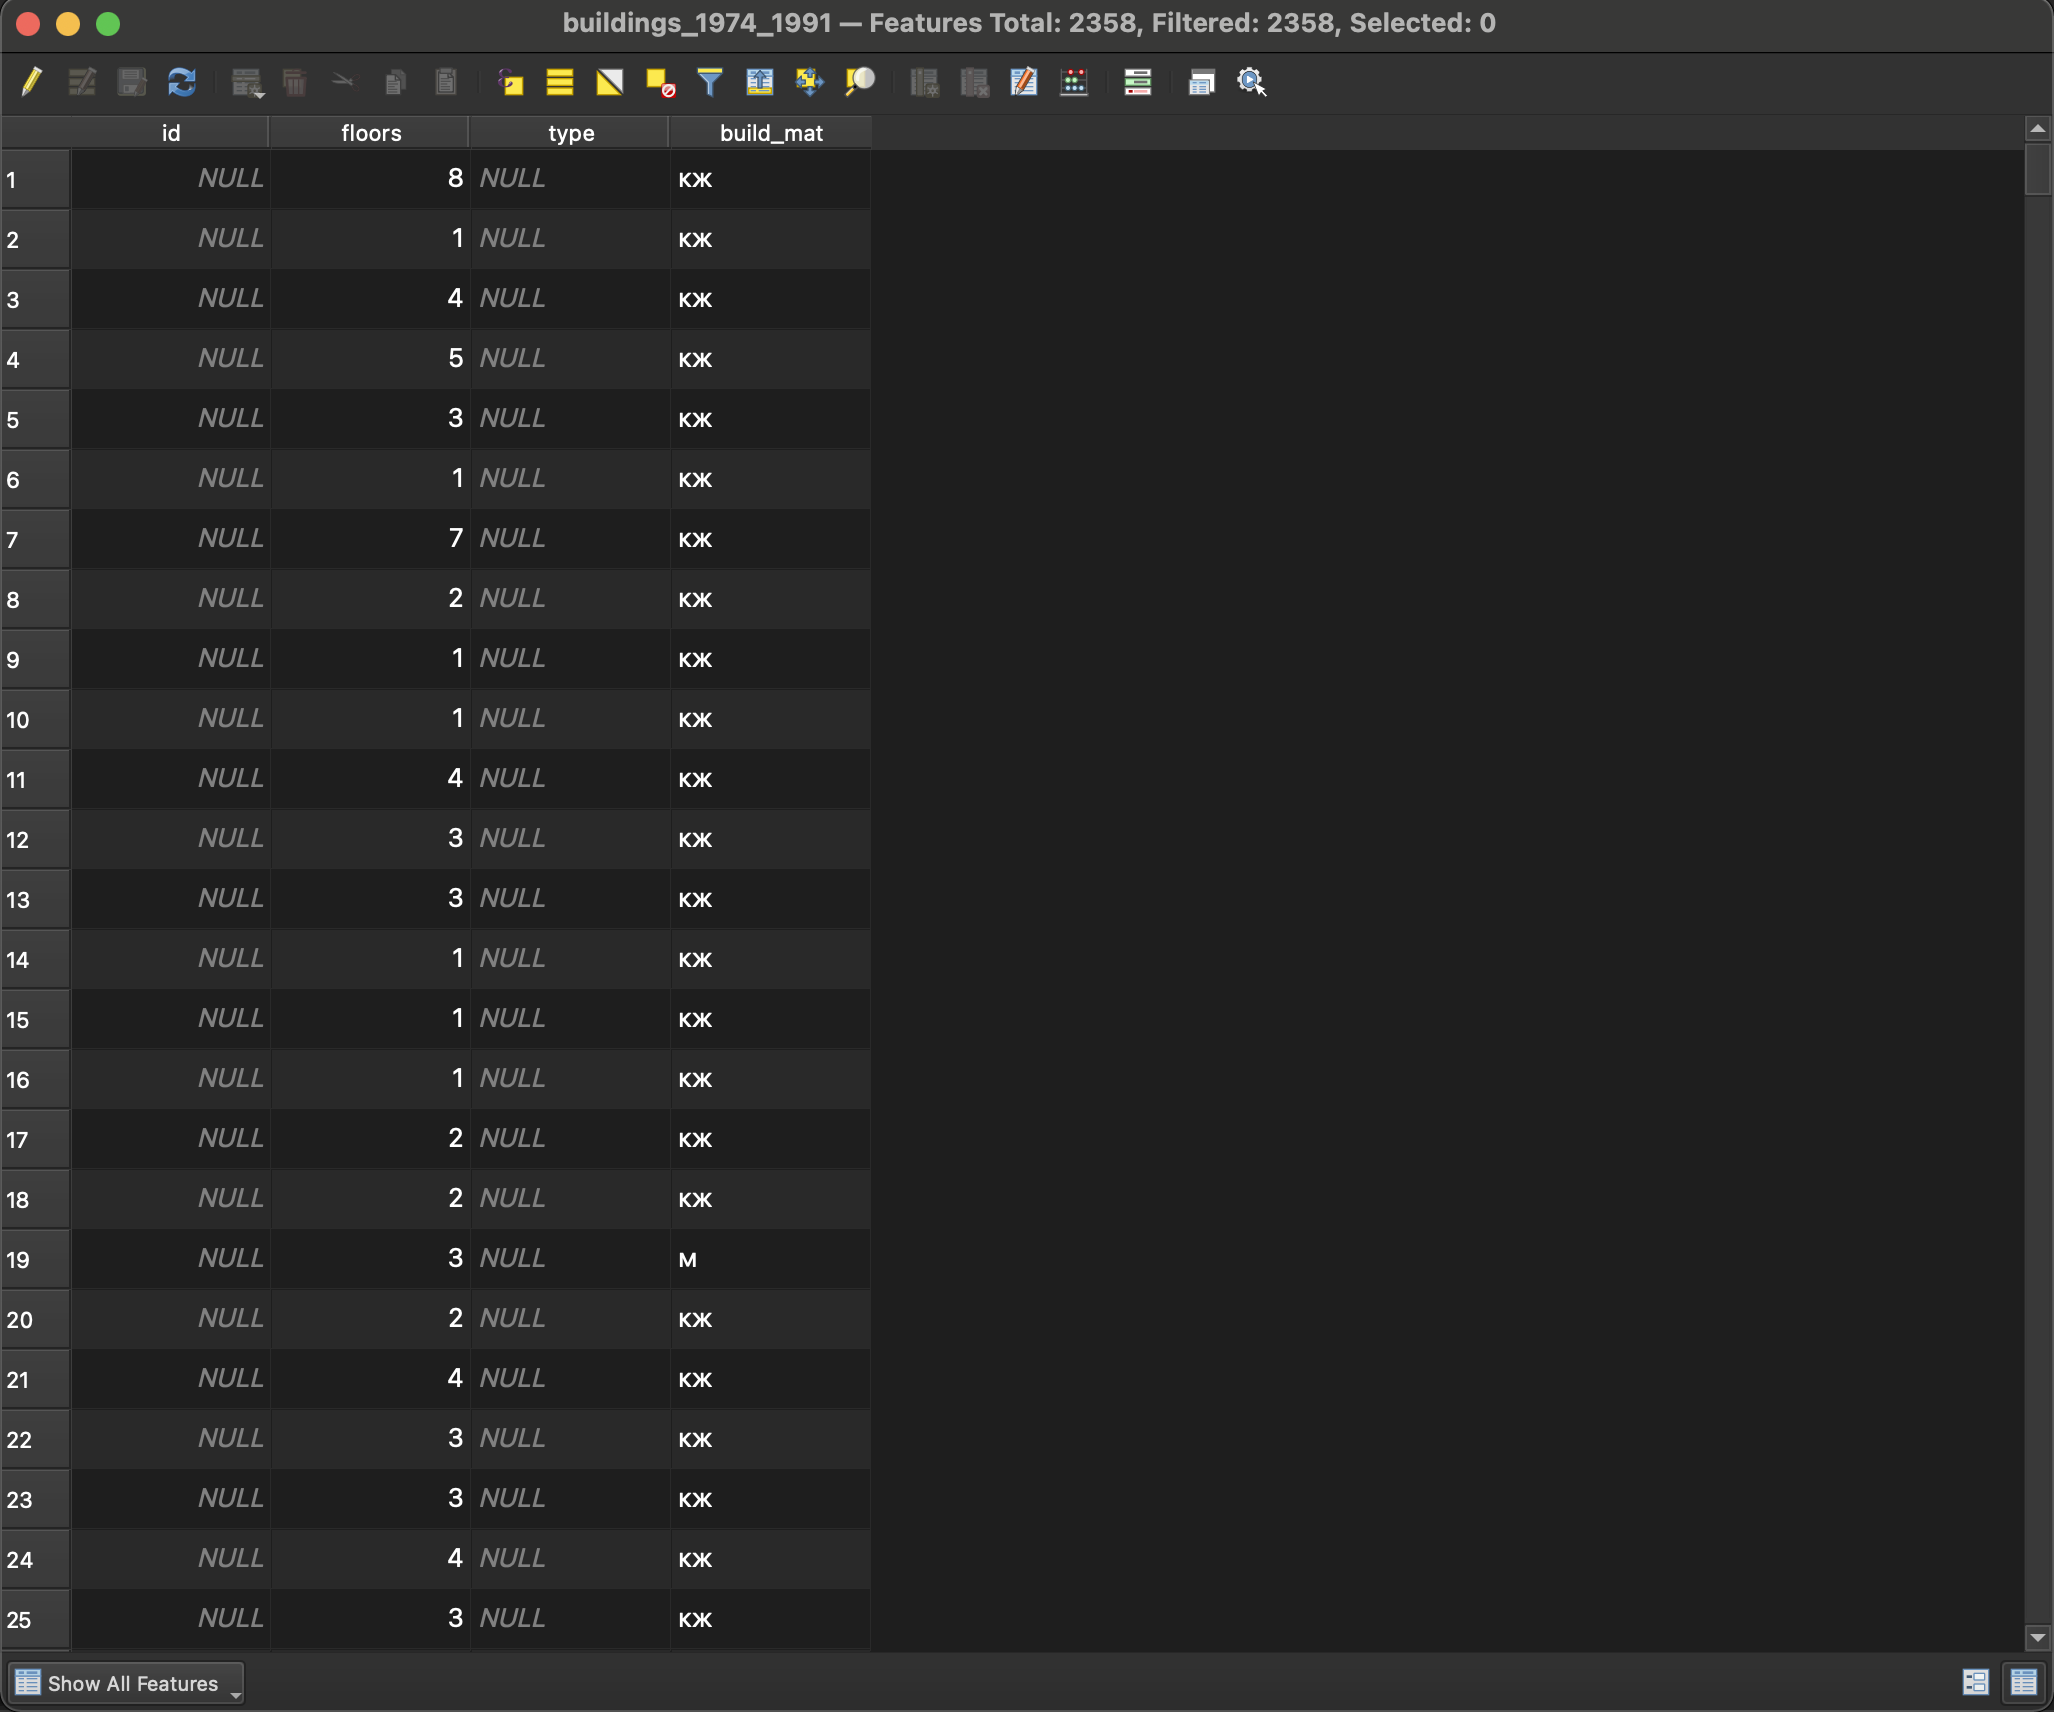 buildings_1974_1991 — Features Total: 2358, Filtered: 2358, Selected: 0
id floors type build_mat
1 NULL 8 NULL кж
2 NULL 1 NULL кж
3 NULL 4 NULL кж
4 NULL 5 NULL кж
5 NULL 3 NULL кж
6 NULL 1 NULL кж
7 NULL 7 NULL кж
8 NULL 2 NULL кж
9 NULL 1 NULL кж
10 NULL 1 NULL кж
11 NULL 4 NULL кж
12 NULL 3 NULL кж
13 NULL 3 NULL кж
14 NULL 1 NULL кж
15 NULL 1 NULL кж
16 NULL 1 NULL кж
17 NULL 2 NULL кж
18 NULL 2 NULL кж
19 NULL 3 NULL м
20 NULL 2 NULL кж
21 NULL 4 NULL кж
22 NULL 3 NULL кж
23 NULL 3 NULL кж
24 NULL 4 NULL кж
25 NULL 3 NULL кж
Show All Features